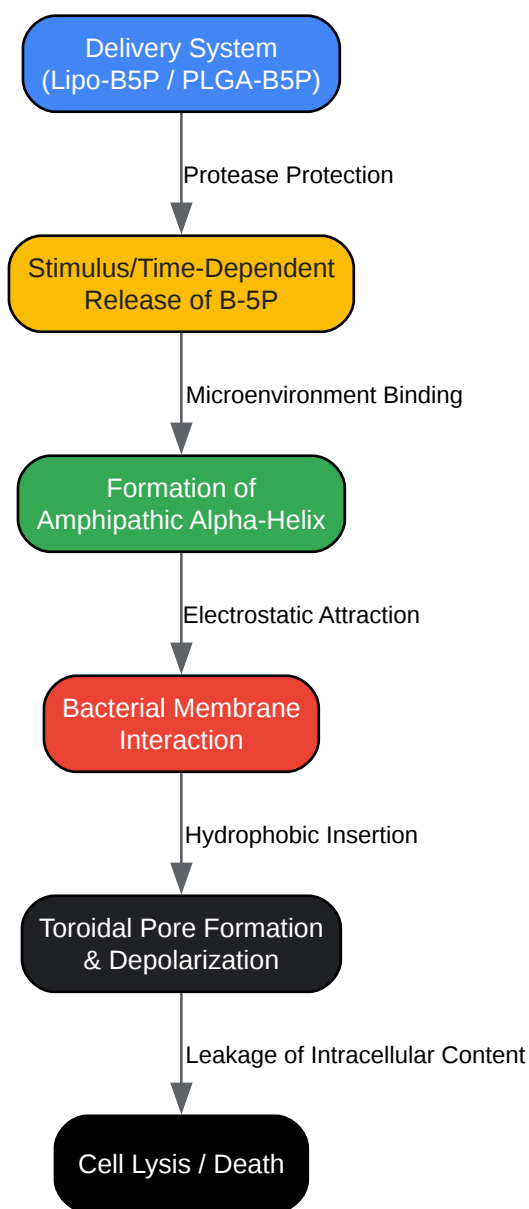 Delivery System
(Lipo-B5P / PLGA-B5P)
Protease Protection
Stimulus/Time-Dependent
Release of B-5P
Microenvironment Binding
Formation of
Amphipathic Alpha-Helix
Electrostatic Attraction
Bacterial Membrane
Interaction
Hydrophobic Insertion
Toroidal Pore Formation
& Depolarization
Leakage of Intracellular Content
Cell Lysis / Death